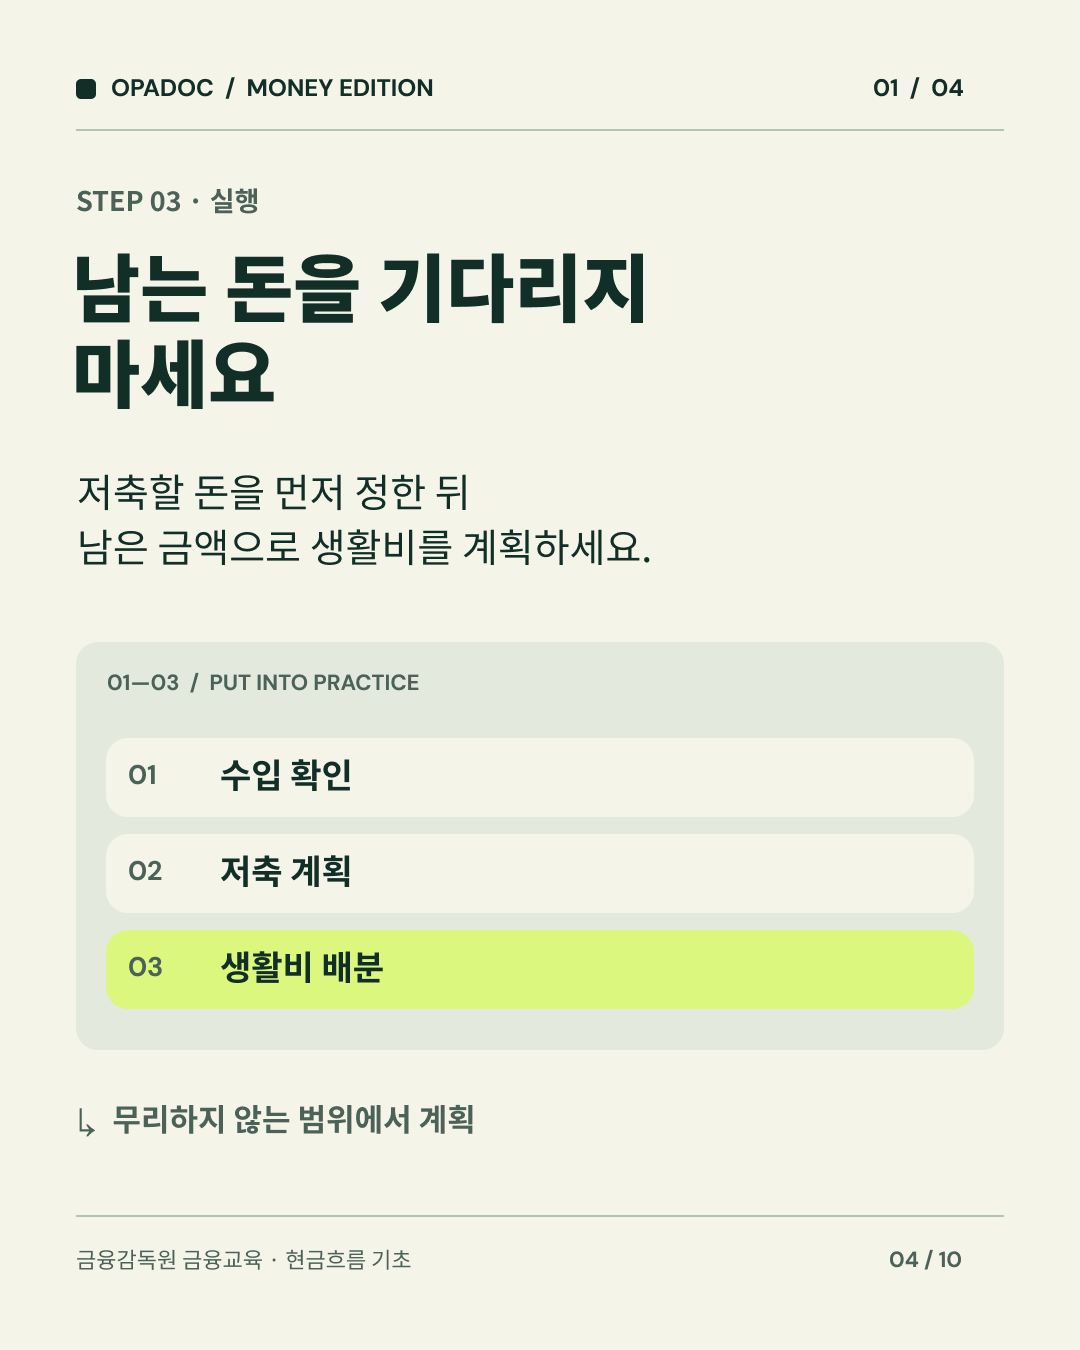 OPADOC / MONEY EDITION
01 / 04
STEP 03 · 실행
남는 돈을 기다리지
마세요
저축할 돈을 먼저 정한 뒤
남은 금액으로 생활비를 계획하세요.
01—03 / PUT INTO PRACTICE
01 수입 확인
02 저축 계획
03 생활비 배분
↳ 무리하지 않는 범위에서 계획
금융감독원 금융교육 · 현금흐름 기초
04 / 10